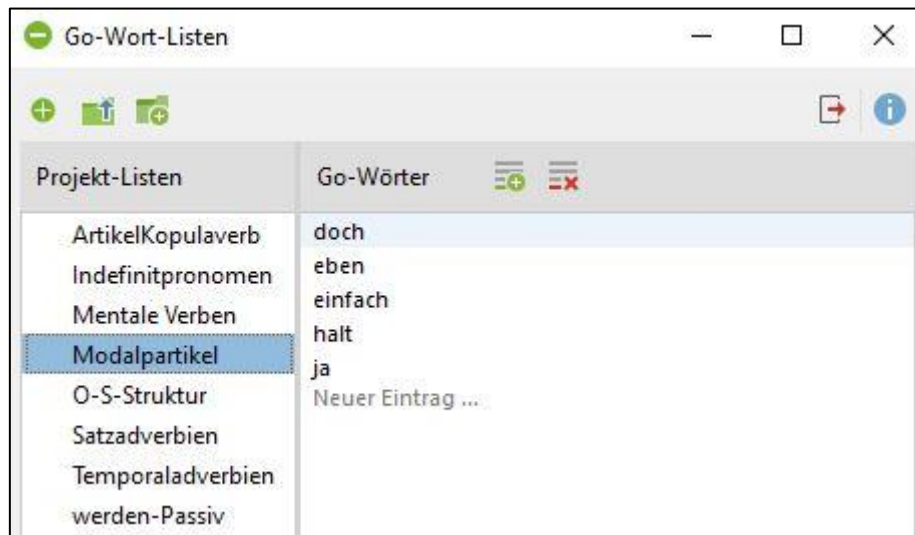 Go-Wort-Listen
Projekt-Listen
Go-Wörter
ArtikelKopulaverb
Indefinitpronomen
Mentale Verben
Modalpartikel
O-S-Struktur
Satzadverbien
Temporaladverbien
werden-Passiv
doch
eben
einfach
halt
ja
Neuer Eintrag ...